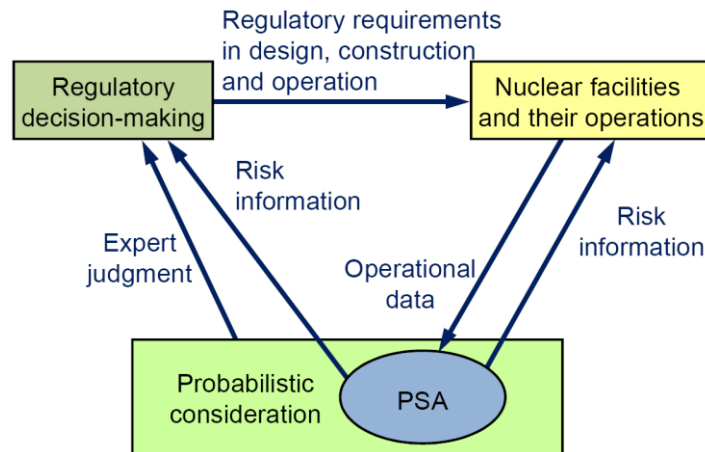 Regulatory requirements
in design, construction
and operation
Regulatory
decision-making
Nuclear facilities
and their operations
Risk
information
Risk
information
Expert
judgment
Operational
data
Probabilistic
consideration
PSA